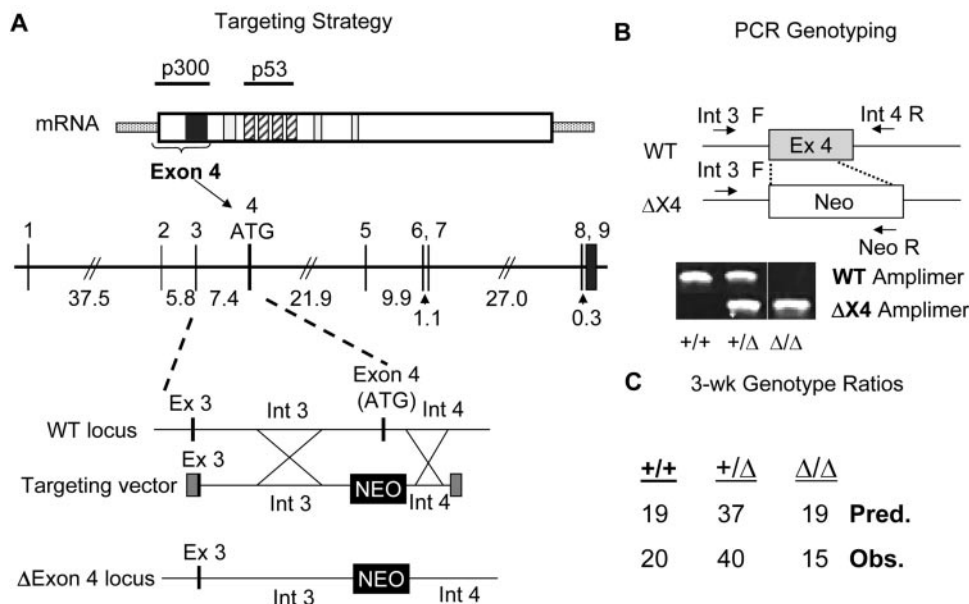 A
Targeting Strategy
p300
p53
mRNA
Exon 4
4
ATG
1
2
3
5
6, 7
8, 9
37.5
5.8
7.4
21.9
9.9
1.1
27.0
0.3
Ex 3
Int 3
Exon 4
(ATG)
Int 4
WT locus
Ex 3
Targeting vector
NEO
Int 4
Int 3
Ex 3
ΔExon 4 locus
NEO
Int 3
Int 4
B
PCR Genotyping
Int 3 F
Int 4 R
WT
Ex 4
Int 3 F
ΔX4
Neo
Neo R
WT Amplimer
ΔX4 Amplimer
+/+ +/Δ Δ/Δ
C
3-wk Genotype Ratios
+/+ +/Δ Δ/Δ
19 37 19 Pred.
20 40 15 Obs.